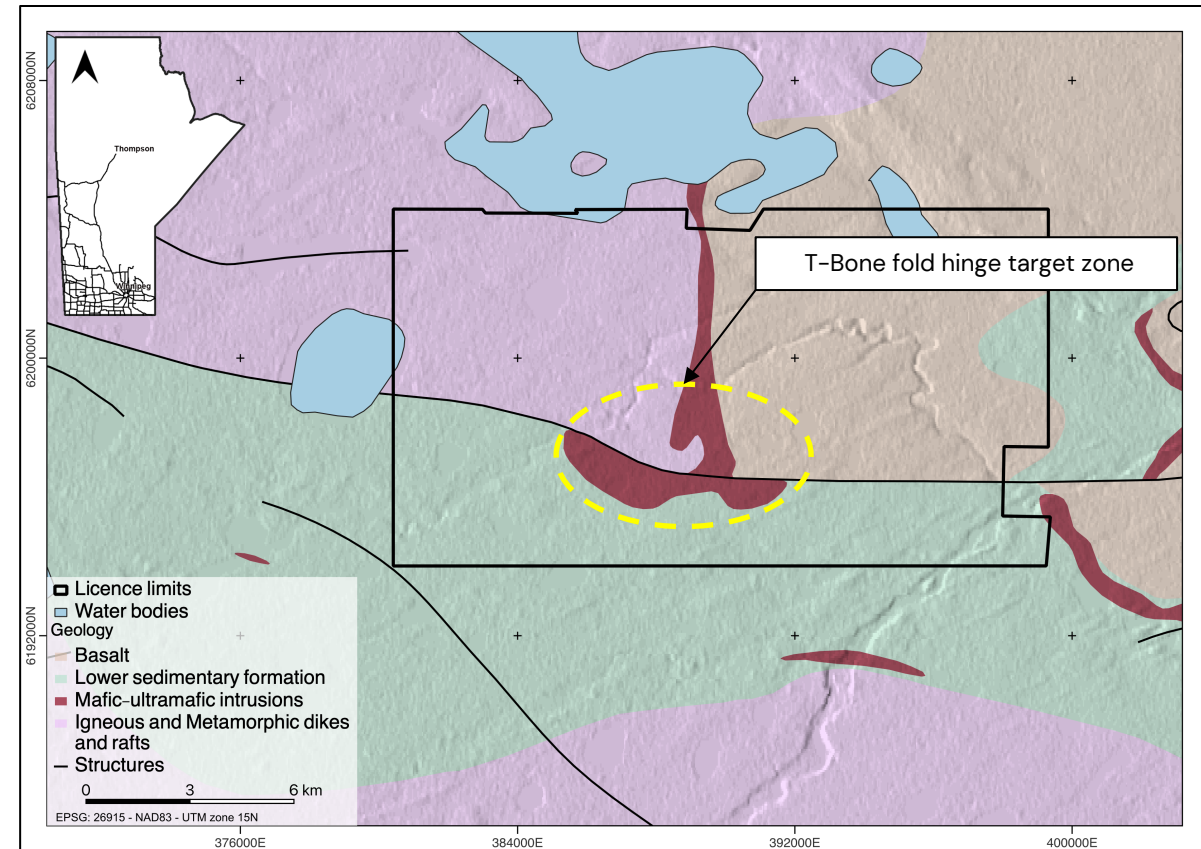 6208000N
6200000N
6192000N
Thompson
Winnipeg
T-Bone fold hinge target zone
Licence limits
Water bodies
Geology
Basalt
Lower sedimentary formation
Mafic-ultramafic intrusions
Igneous and Metamorphic dikes
and rafts
Structures
0 3 6 km
EPSG: 26915 - NAD83 - UTM zone 15N
376000E 384000E 392000E 400000E